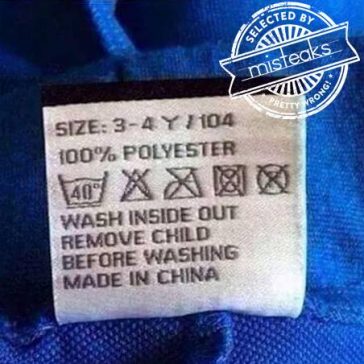 SELECTED BY
misteaks
PRETTY WRONG!
SIZE: 3-4 Y / 104
100% POLYESTER
40°
WASH INSIDE OUT
REMOVE CHILD
BEFORE WASHING
MADE IN CHINA